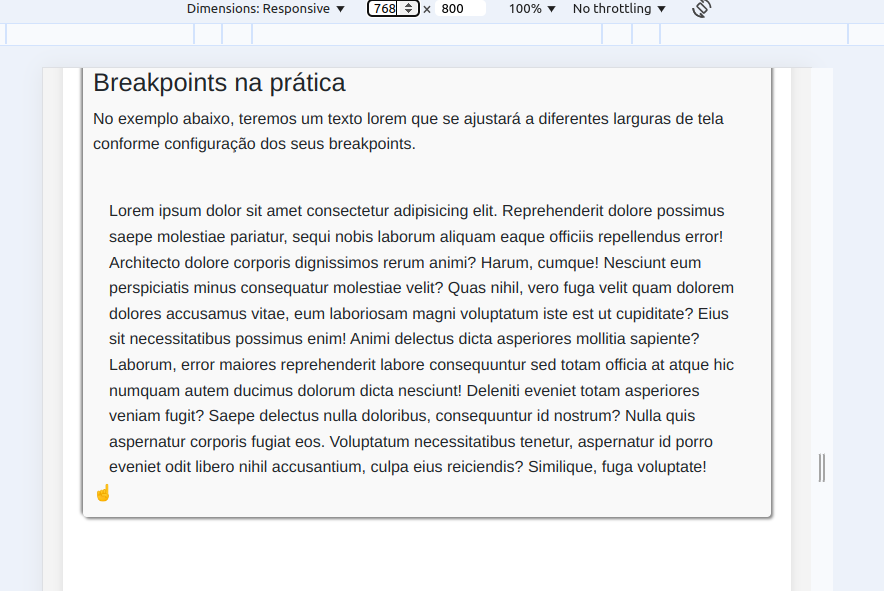 Dimensions: Responsive ▼ 768 × 800 100% ▼ No throttling ▼
Breakpoints na prática
No exemplo abaixo, teremos um texto lorem que se ajustará a diferentes larguras de tela
conforme configuração dos seus breakpoints.
Lorem ipsum dolor sit amet consectetur adipisicing elit. Reprehenderit dolore possimus
saepe molestiae pariatur, sequi nobis laborum aliquam eaque officiis repellendus error!
Architecto dolore corporis dignissimos rerum animi? Harum, cumque! Nesciunt eum
perspiciatis minus consequatur molestiae velit? Quas nihil, vero fuga velit quam dolorem
dolores accusamus vitae, eum laboriosam magni voluptatum iste est ut cupiditate? Eius
sit necessitatibus possimus enim! Animi delectus dicta asperiores mollitia sapiente?
Laborum, error maiores reprehenderit labore consequuntur sed totam officia at atque hic
numquam autem ducimus dolorum dicta nesciunt! Deleniti eveniet totam asperiores
veniam fugit? Saepe delectus nulla doloribus, consequuntur id nostrum? Nulla quis
aspernatur corporis fugiat eos. Voluptatum necessitatibus tenetur, aspernatur id porro
eveniet odit libero nihil accusantium, culpa eius reiciendis? Similique, fuga voluptate!
☝